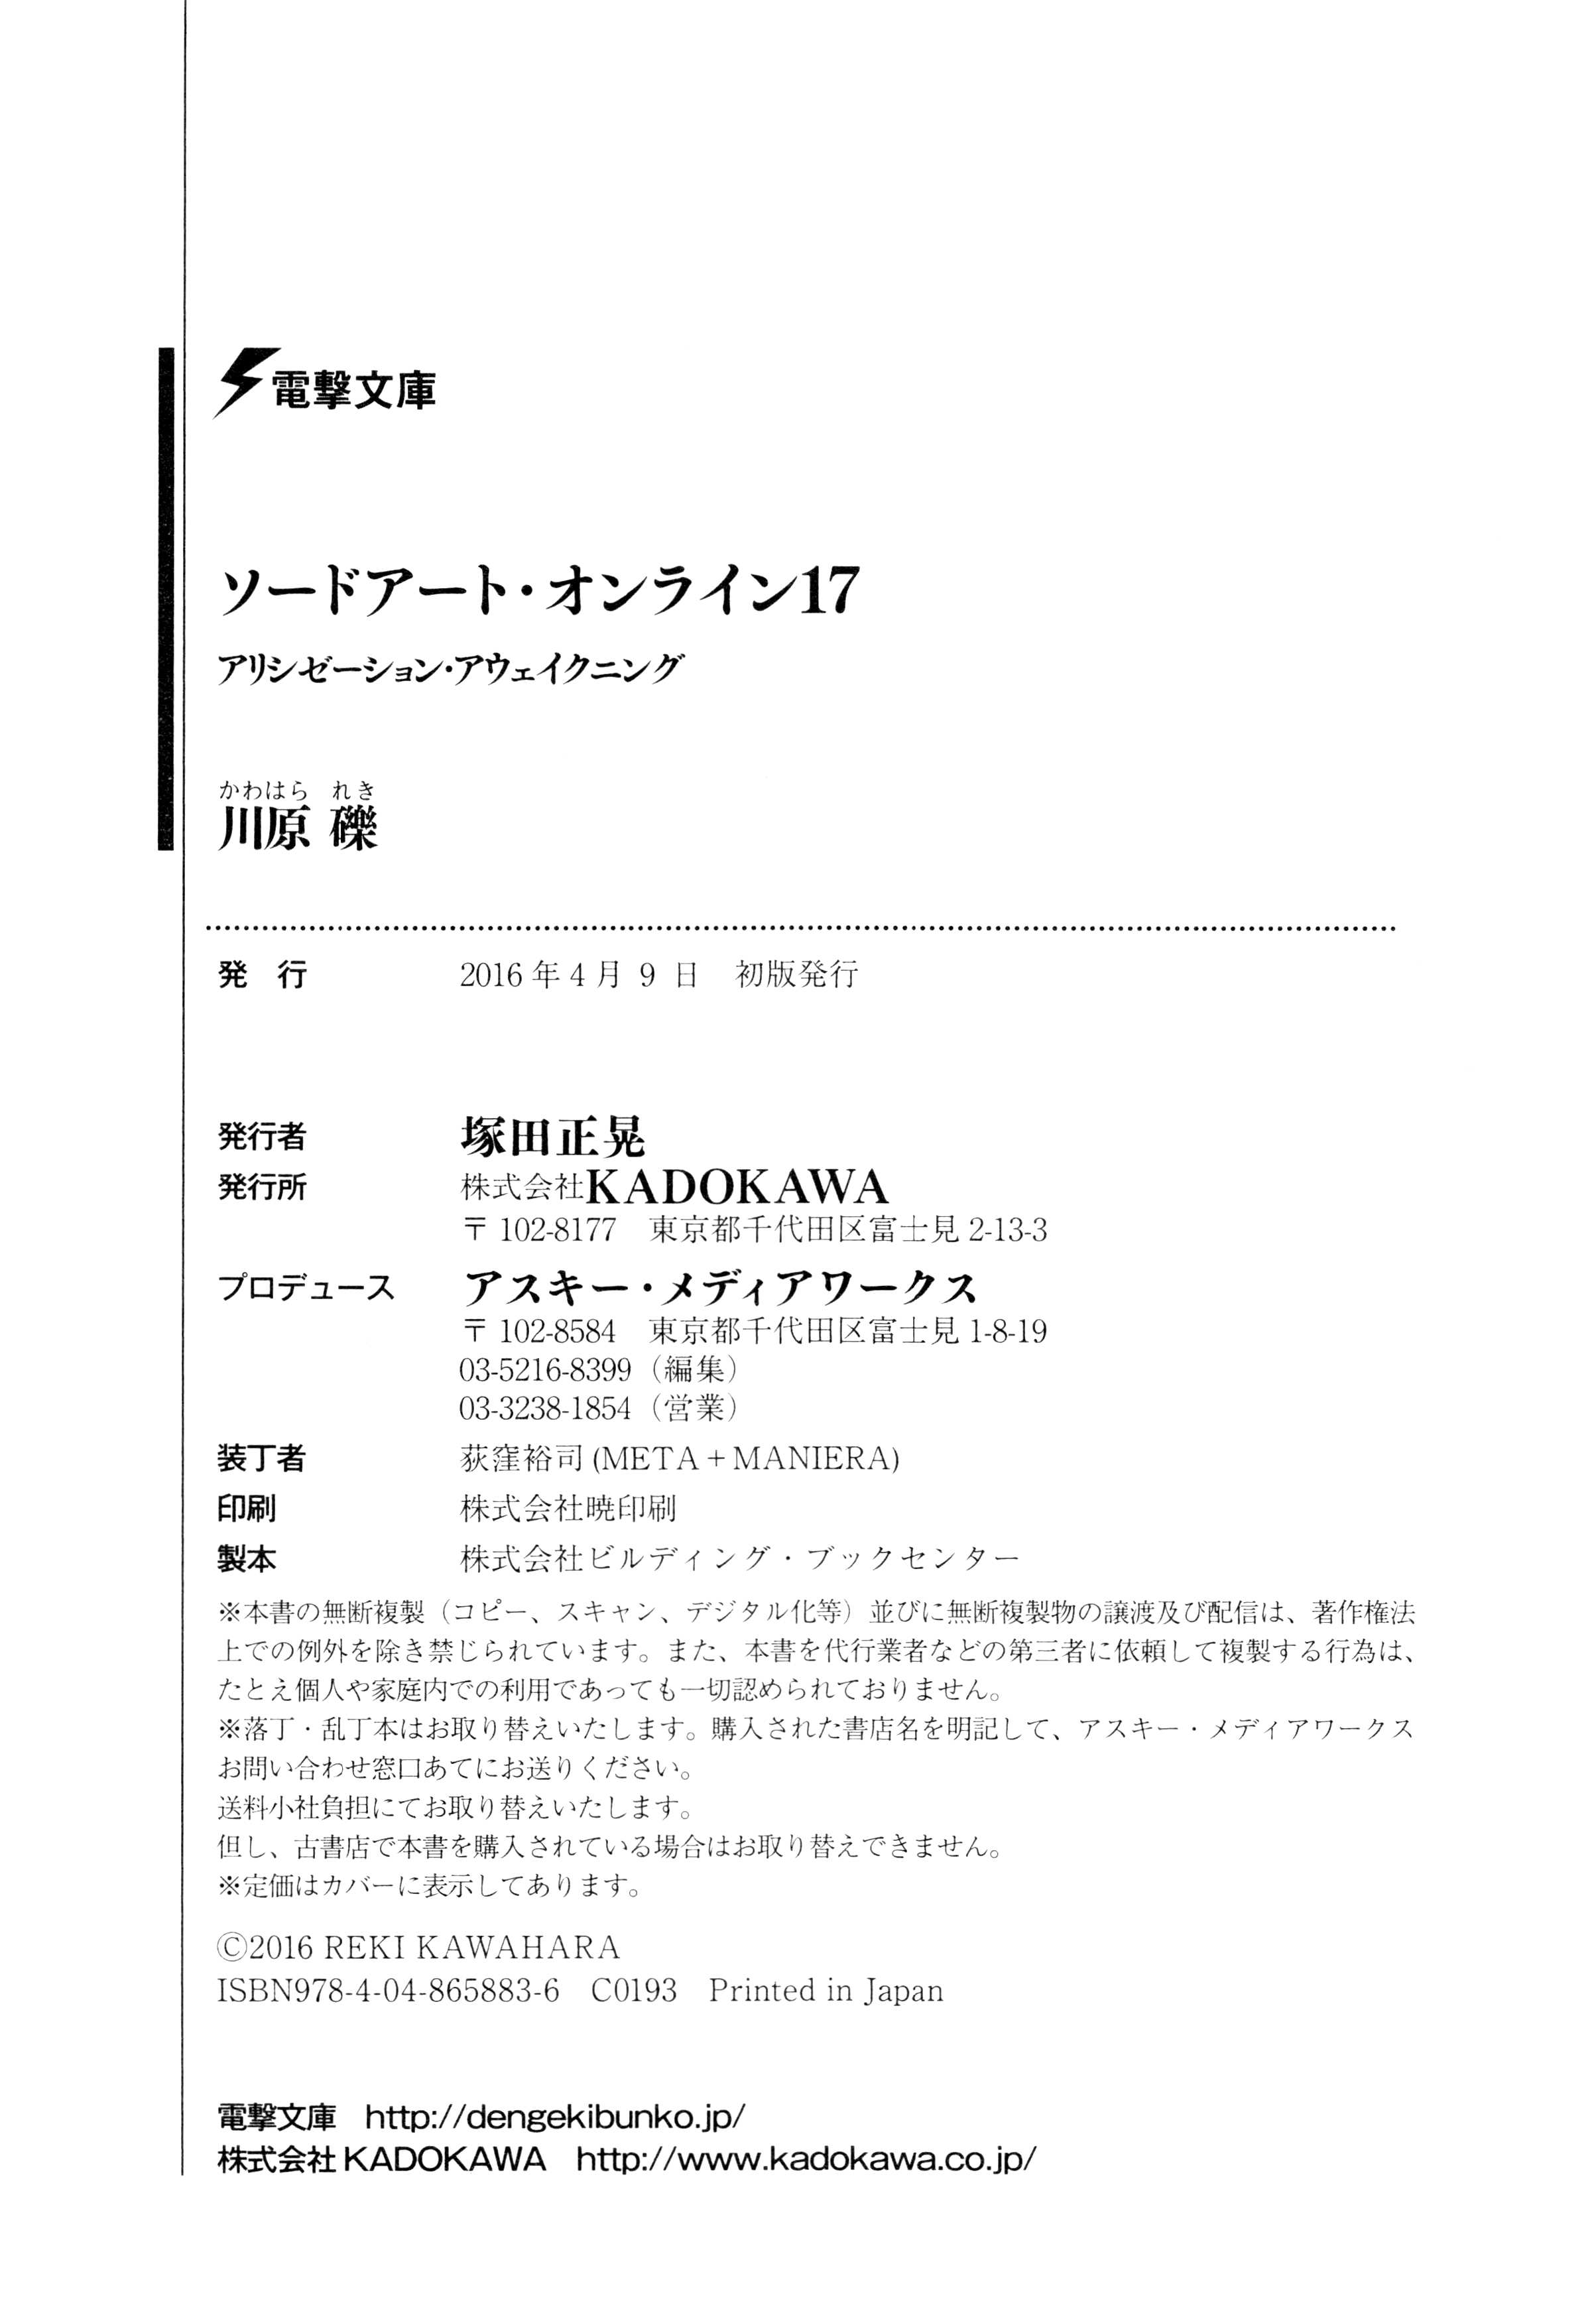 電撃文庫
ソードアート・オンライン17
アリシゼーション・アウェイクニング
かわはら れき
川原 礫
発 行 2016年4月9日 初版発行
発行者 塚田正晃
発行所 株式会社KADOKAWA
〒102-8177 東京都千代田区富士見2-13-3
プロデュース アスキー・メディアワークス
〒102-8584 東京都千代田区富士見1-8-19
03-5216-8399（編集）
03-3238-1854（営業）
装丁者 荻窪裕司(META+MANIERA)
印刷 株式会社暁印刷
製本 株式会社ビルディング・ブックセンター
※本書の無断複製（コピー、スキャン、デジタル化等）並びに無断複製物の譲渡及び配信は、著作権法
上での例外を除き禁じられています。また、本書を代行業者などの第三者に依頼して複製する行為は、
たとえ個人や家庭内での利用であっても一切認められておりません。
※落丁・乱丁本はお取り替えいたします。購入された書店名を明記して、アスキー・メディアワークス
お問い合わせ窓口あてにお送りください。
送料小社負担にてお取り替えいたします。
但し、古書店で本書を購入されている場合はお取り替えできません。
※定価はカバーに表示してあります。
©2016 REKI KAWAHARA
ISBN978-4-04-865883-6 C0193 Printed in Japan
電撃文庫 http://dengekibunko.jp/
株式会社KADOKAWA http://www.kadokawa.co.jp/